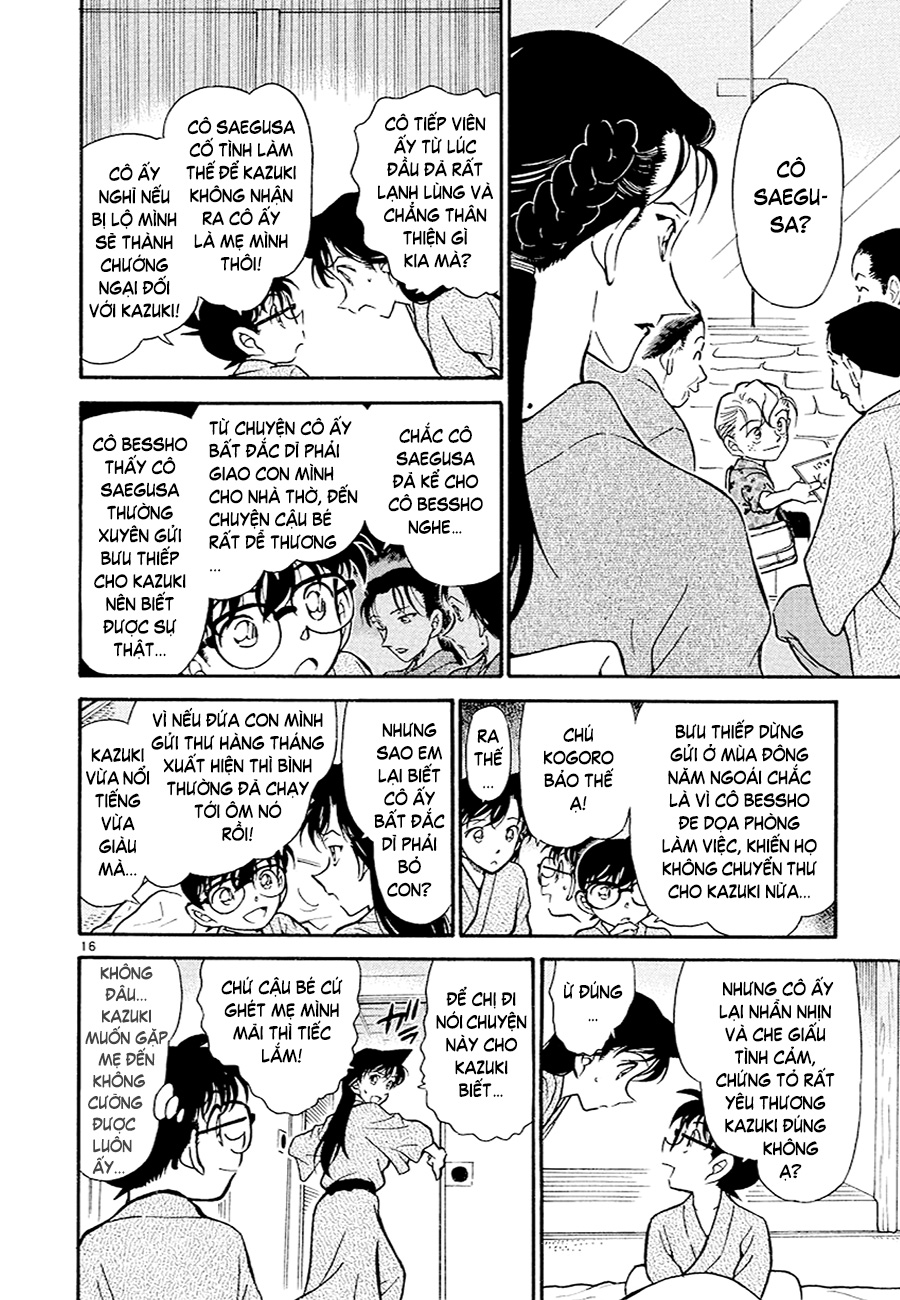 CÔ
SAEGU-
SA?
CÔ TIẾP VIÊN
ẤY TỪ LÚC
ĐẦU ĐÃ RẤT
LẠNH LÙNG VÀ
CHẲNG THÂN
THIỆN GÌ
KIA MÀ?
CÔ SAEGUSA
CỐ TÌNH LÀM
THẾ ĐỂ KAZUKI
KHÔNG NHẬN
RA CÔ ẤY
LÀ MẸ MÌNH
THÔI!
CÔ ẤY
NGHĨ NẾU
BỊ LỘ MÌNH
SẼ THÀNH
CHƯỚNG
NGẠI ĐỐI
VỚI KAZUKI!
CHẮC CÔ
SAEGUSA
ĐÃ KỂ CHO
CÔ BESSHO
NGHE...
TỪ CHUYỆN CÔ ẤY
BẤT ĐẮC DĨ PHẢI
GIAO CON MÌNH
CHO NHÀ THỜ, ĐẾN
CHUYỆN CẬU BÉ
RẤT DỄ THƯƠNG
...
CÔ BESSHO
THẤY CÔ
SAEGUSA
THƯỜNG
XUYÊN GỬI
BƯU THIẾP
CHO KAZUKI
NÊN BIẾT
ĐƯỢC SỰ
THẬT...
BƯU THIẾP DỪNG
GỬI Ở MÙA ĐÔNG
NĂM NGOÁI CHẮC
LÀ VÌ CÔ BESSHO
ĐE DỌA PHÒNG
LÀM VIỆC, KHIẾN HỌ
KHÔNG CHUYỂN THƯ
CHO KAZUKI NỮA...
CHÚ
KOGORO
BẢO THẾ
Ạ!
RA
THẾ
...
NHƯNG
SAO EM
LẠI BIẾT
CÔ ẤY
BẤT ĐẮC
DĨ PHẢI
BỎ
CON?
VÌ NẾU ĐỨA CON MÌNH
GỬI THƯ HÀNG THÁNG
XUẤT HIỆN THÌ BÌNH
THƯỜNG ĐÃ CHẠY
TỚI ÔM NÓ
RỒI!
KAZUKI
VỪA NỔI
TIẾNG
VỪA
GIÀU
MÀ...
16
NHƯNG CÔ ẤY
LẠI NHẪN NHỊN
VÀ CHE GIẤU
TÌNH CẢM,
CHỨNG TỎ RẤT
YÊU THƯƠNG
KAZUKI ĐÚNG
KHÔNG
Ạ?
Ừ ĐÚNG
...
ĐỂ CHỊ ĐI
NÓI CHUYỆN
NÀY CHO
KAZUKI
BIẾT...
CHỨ CẬU BÉ CỨ
GHÉT MẸ MÌNH
MÃI THÌ TIẾC
LẮM!
KHÔNG
ĐÂU...
KAZUKI
MUỐN GẶP
MẸ ĐẾN
KHÔNG
CƯỠNG
ĐƯỢC
LUÔN
ẤY...